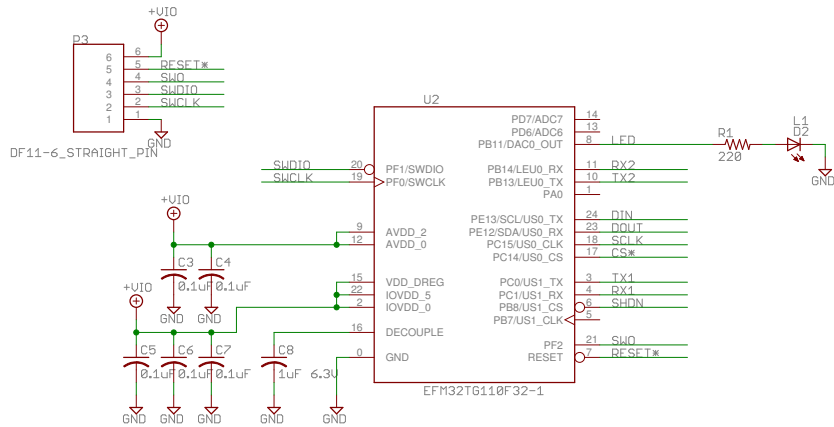 +VIO
P3
6
5 RESET*
4 SWO
3 SWDIO
2 SWCLK
1
6
5
4
3
2
1
GND
DF11-6_STRAIGHT_PIN
U2
PD7/ADC7 14
PD6/ADC6 13
PB11/DAC0_OUT 8 LED
R1
220
L1
D2
GND
SWDIO 20 PF1/SWDIO
SWCLK 19 PF0/SWCLK
PB14/LEU0_RX 11 RX2
PB13/LEU0_TX 10 TX2
PA0 1
+VIO
9 AVDD_2
12 AVDD_0
PE13/SCL/US0_TX 24 DIN
PE12/SDA/US0_RX 23 DOUT
PC15/US0_CLK 18 SCLK
PC14/US0_CS 17 CS*
C3
0.1uF
C4
0.1uF
GND
GND
+VIO
15 VDD_DREG
22 IOVDD_5
2 IOVDD_0
PC0/US1_TX 3 TX1
PC1/US1_RX 4 RX1
PB8/US1_CS 6 SHDN
PB7/US1_CLK 5
16 DECOUPLE
0 GND
PF2 21 SWO
RESET 7 RESET*
C5
0.1uF
C6
0.1uF
C7
0.1uF
C8
1uF 6.3V
GND
GND
GND
GND
GND
EFM32TG110F32-1